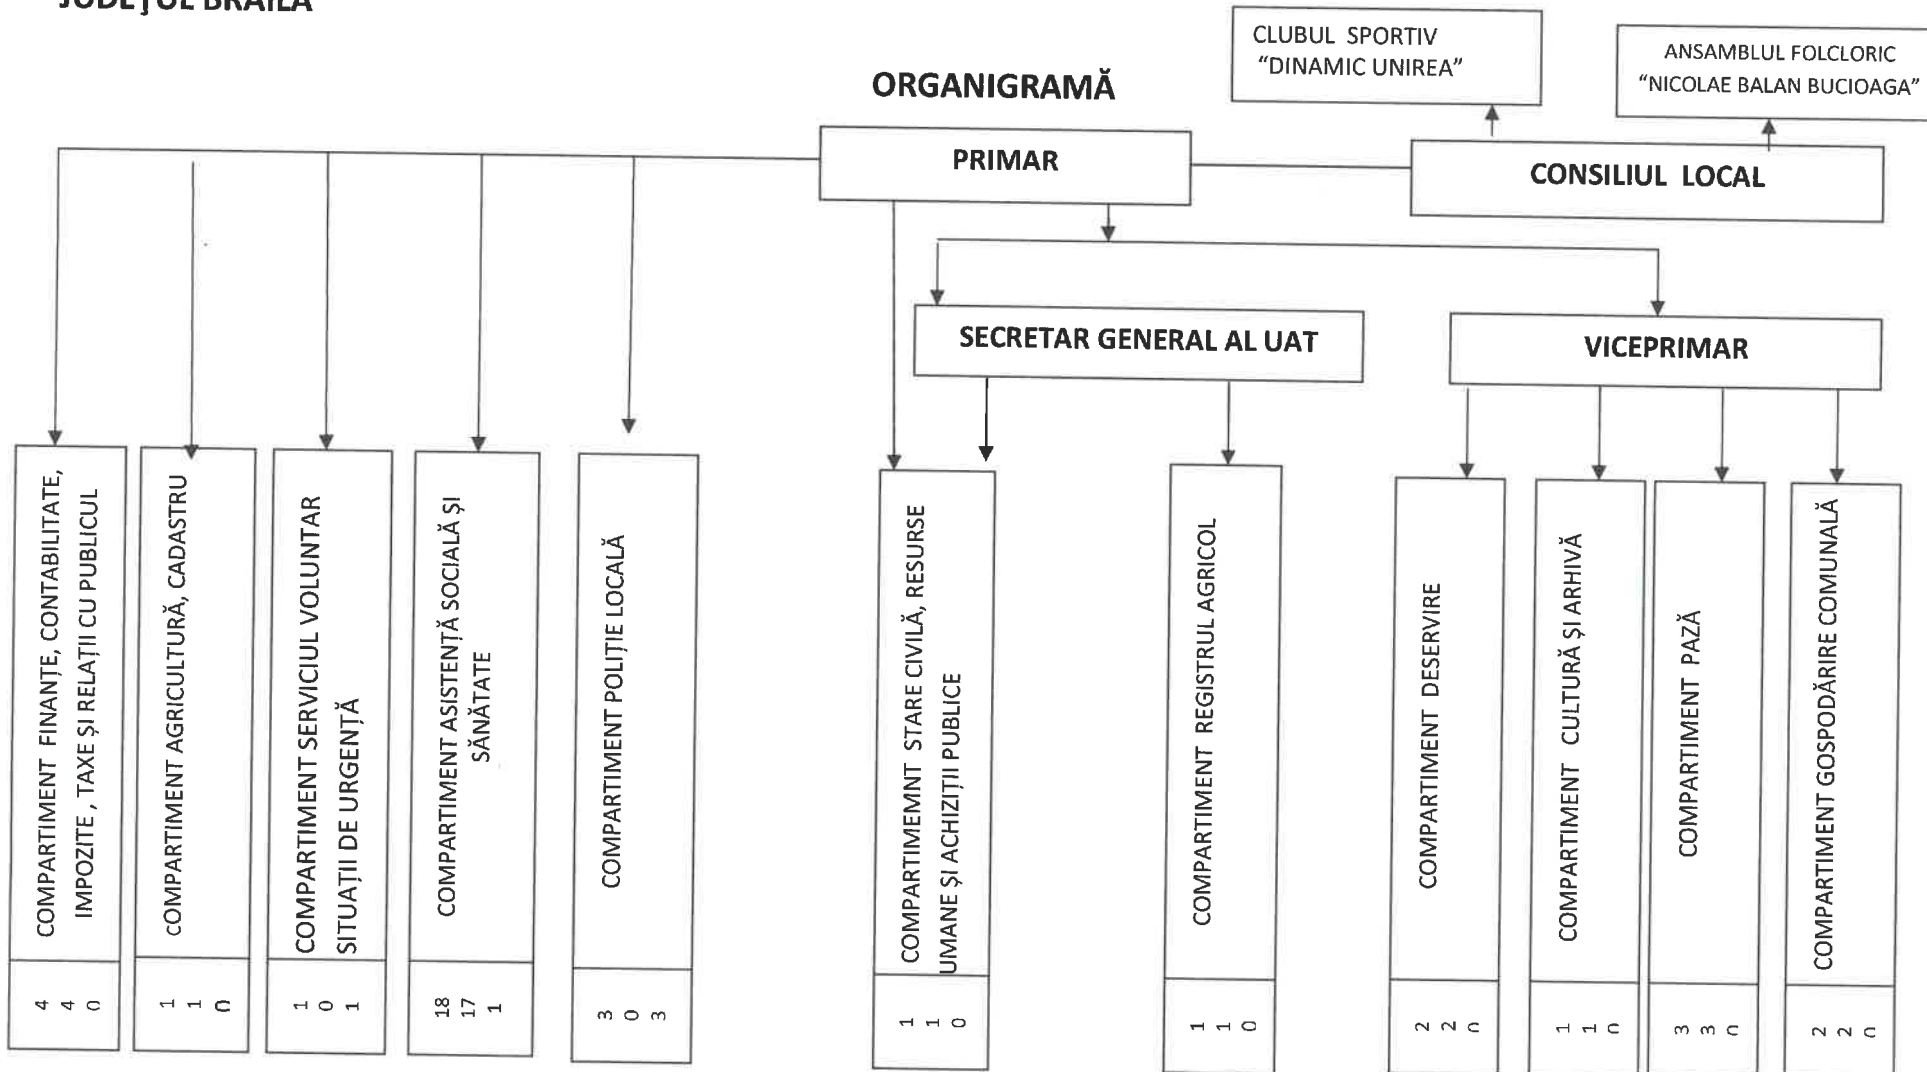 JUDEŢUL BRĂILA
CLUBUL SPORTIV
“DINAMIC UNIREA”
ANSAMBLUL FOLCLORIC
“NICOLAE BALAN BUCIOAGA”
ORGANIGRAMĂ
PRIMAR
CONSILIUL LOCAL
SECRETAR GENERAL AL UAT
VICEPRIMAR
COMPARTIMENT FINANȚE, CONTABILITATE,
IMPOZITE , TAXE ȘI RELAȚII CU PUBLICUL
4
4
0
COMPARTIMENT AGRICULTURĂ, CADASTRU
1
1
0
COMPARTIMENT SERVICIUL VOLUNTAR
SITUAȚII DE URGENȚĂ
1
0
1
COMPARTIMENT ASISTENȚĂ SOCIALĂ ȘI
SĂNĂTATE
18
17
1
COMPARTIMENT POLIȚIE LOCALĂ
3
0
3
COMPARTIMEMNT STARE CIVILĂ, RESURSE
UMANE ȘI ACHIZIȚII PUBLICE
1
1
0
COMPARTIMENT REGISTRUL AGRICOL
1
1
0
COMPARTIMENT DESERVIRE
2
2
0
COMPARTIMENT CULTURĂ ȘI ARHIVĂ
1
1
0
COMPARTIMENT PAZĂ
3
3
0
COMPARTIMENT GOSPODĂRIRE COMUNALĂ
2
2
0